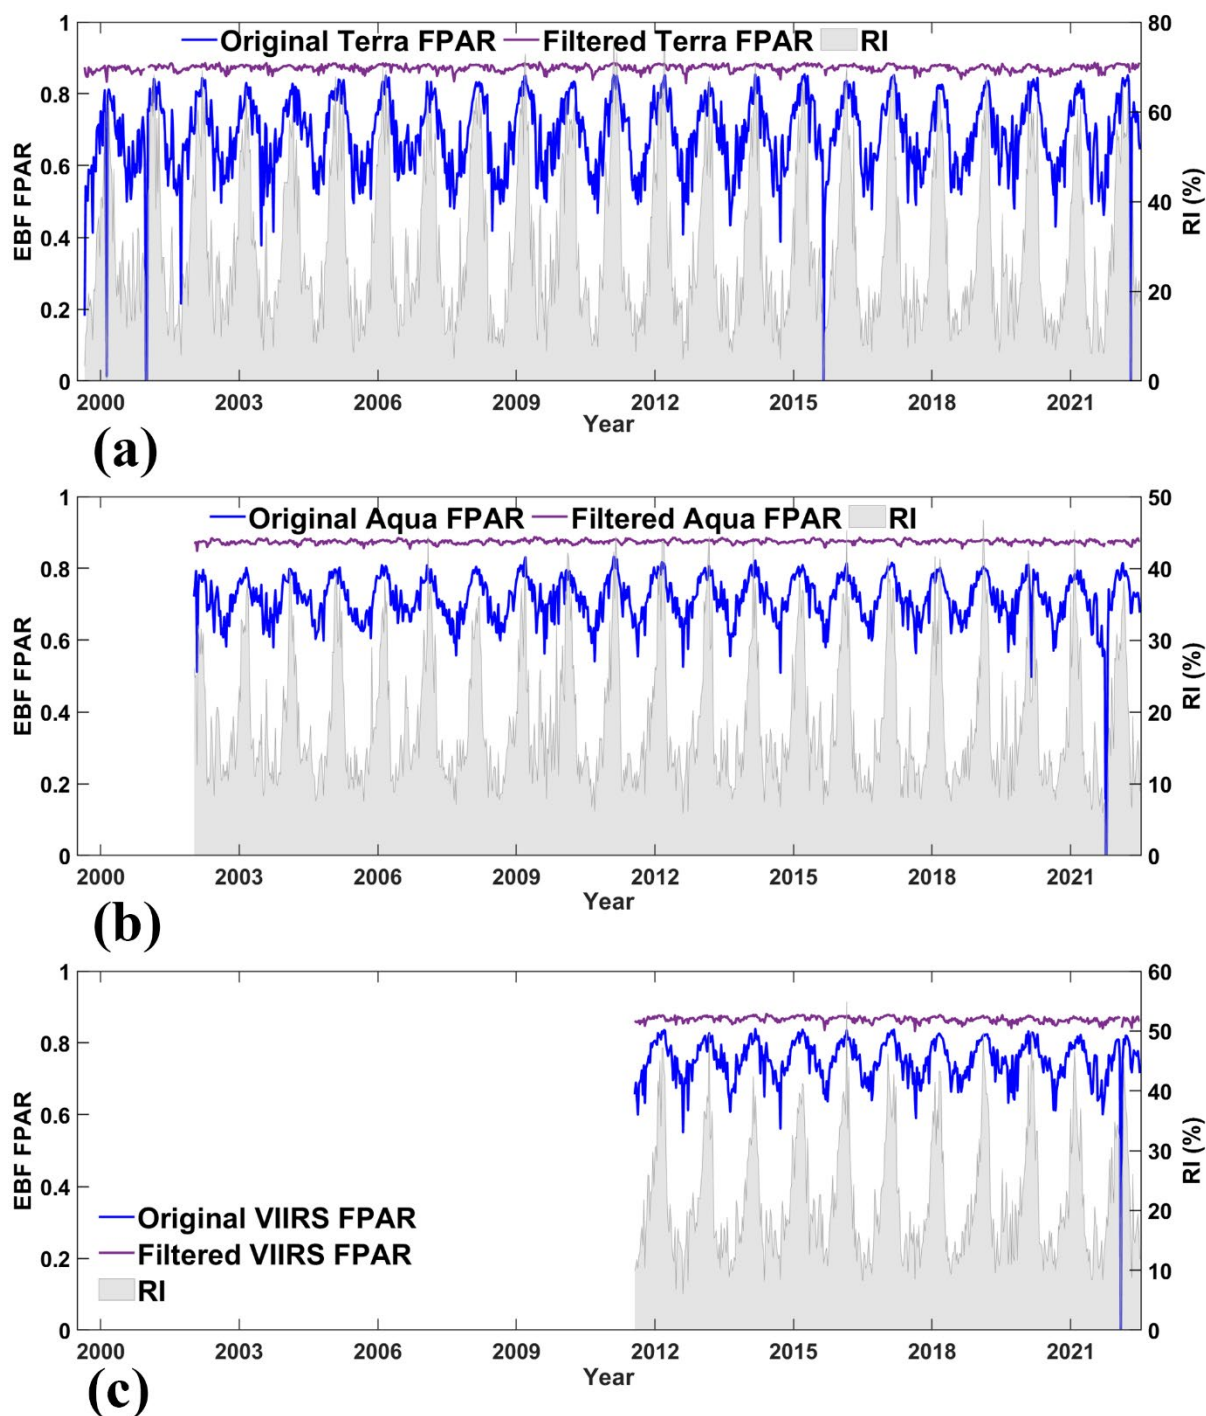 Original Terra FPAR Filtered Terra FPAR RI
1 0.8 0.6 0.4 0.2 0
EBF FPAR
80 60 40 20 0
RI (%)
2000 2003 2006 2009 2012 2015 2018 2021
Year
(a)
Original Aqua FPAR Filtered Aqua FPAR RI
1 0.8 0.6 0.4 0.2 0
EBF FPAR
50 40 30 20 10 0
RI (%)
2000 2003 2006 2009 2012 2015 2018 2021
Year
(b)
1 0.8 0.6 0.4 0.2 0
EBF FPAR
60 50 40 30 20 10 0
RI (%)
Original VIIRS FPAR
Filtered VIIRS FPAR
RI
2000 2003 2006 2009 2012 2015 2018 2021
Year
(c)